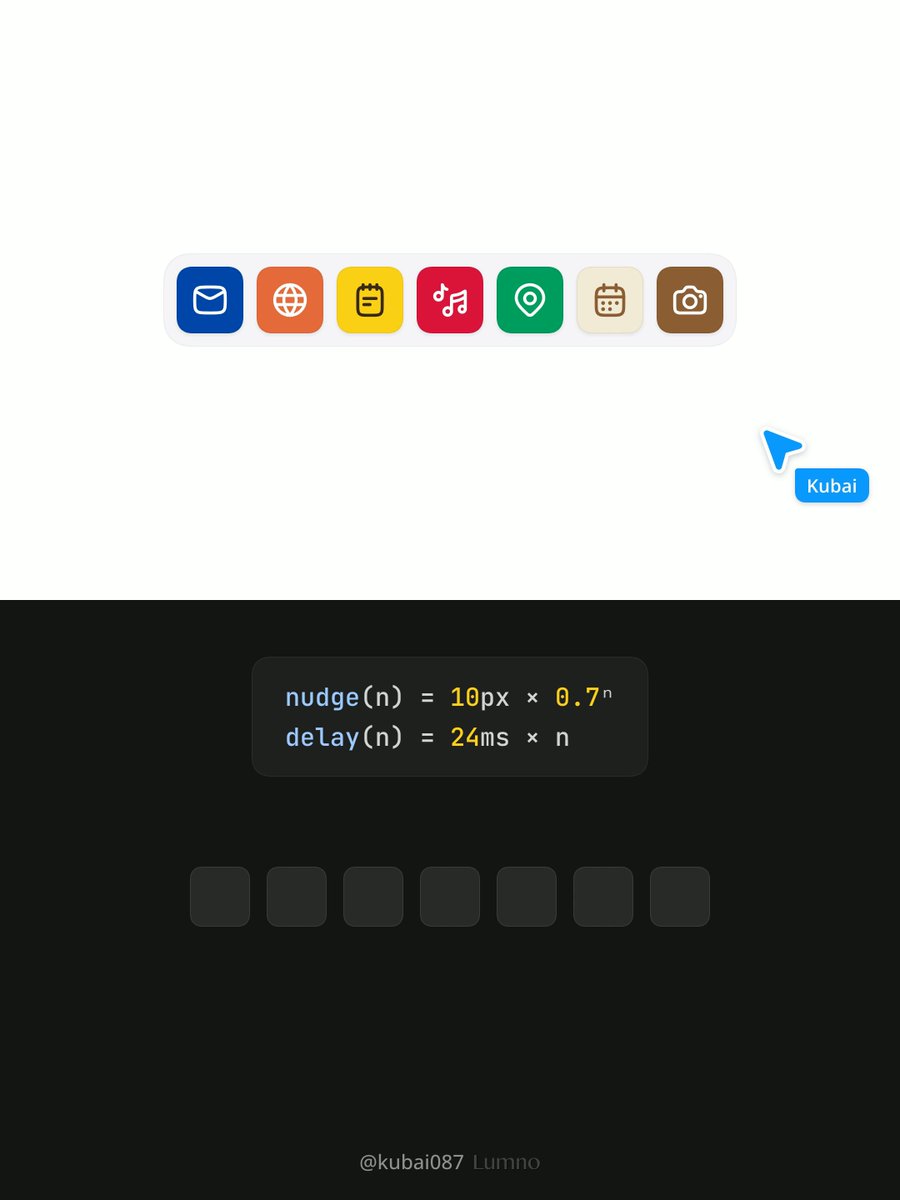 Kubai
nudge(n) = 10px × 0.7ⁿ
delay(n) = 24ms × n
@kubai087 Lumno